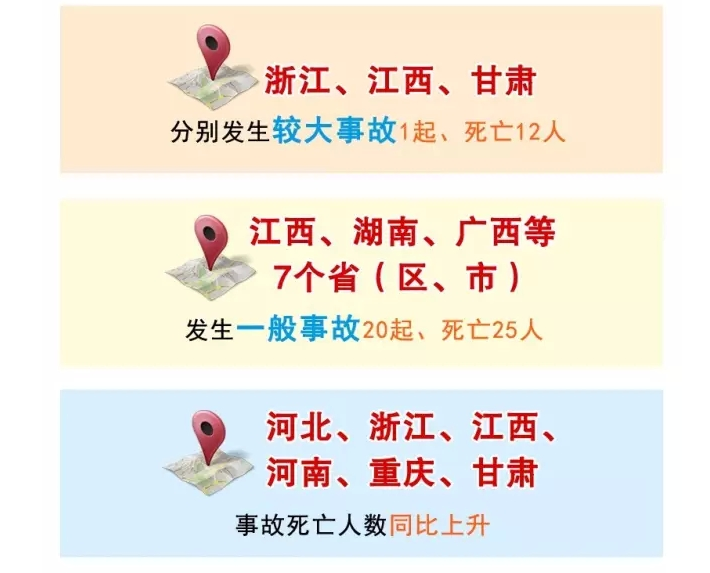 浙江、江西、甘肃
分别发生较大事故1起、死亡12人
江西、湖南、广西等
7个省（区、市）
发生一般事故20起、死亡25人
河北、浙江、江西、
河南、重庆、甘肃
事故死亡人数同比上升